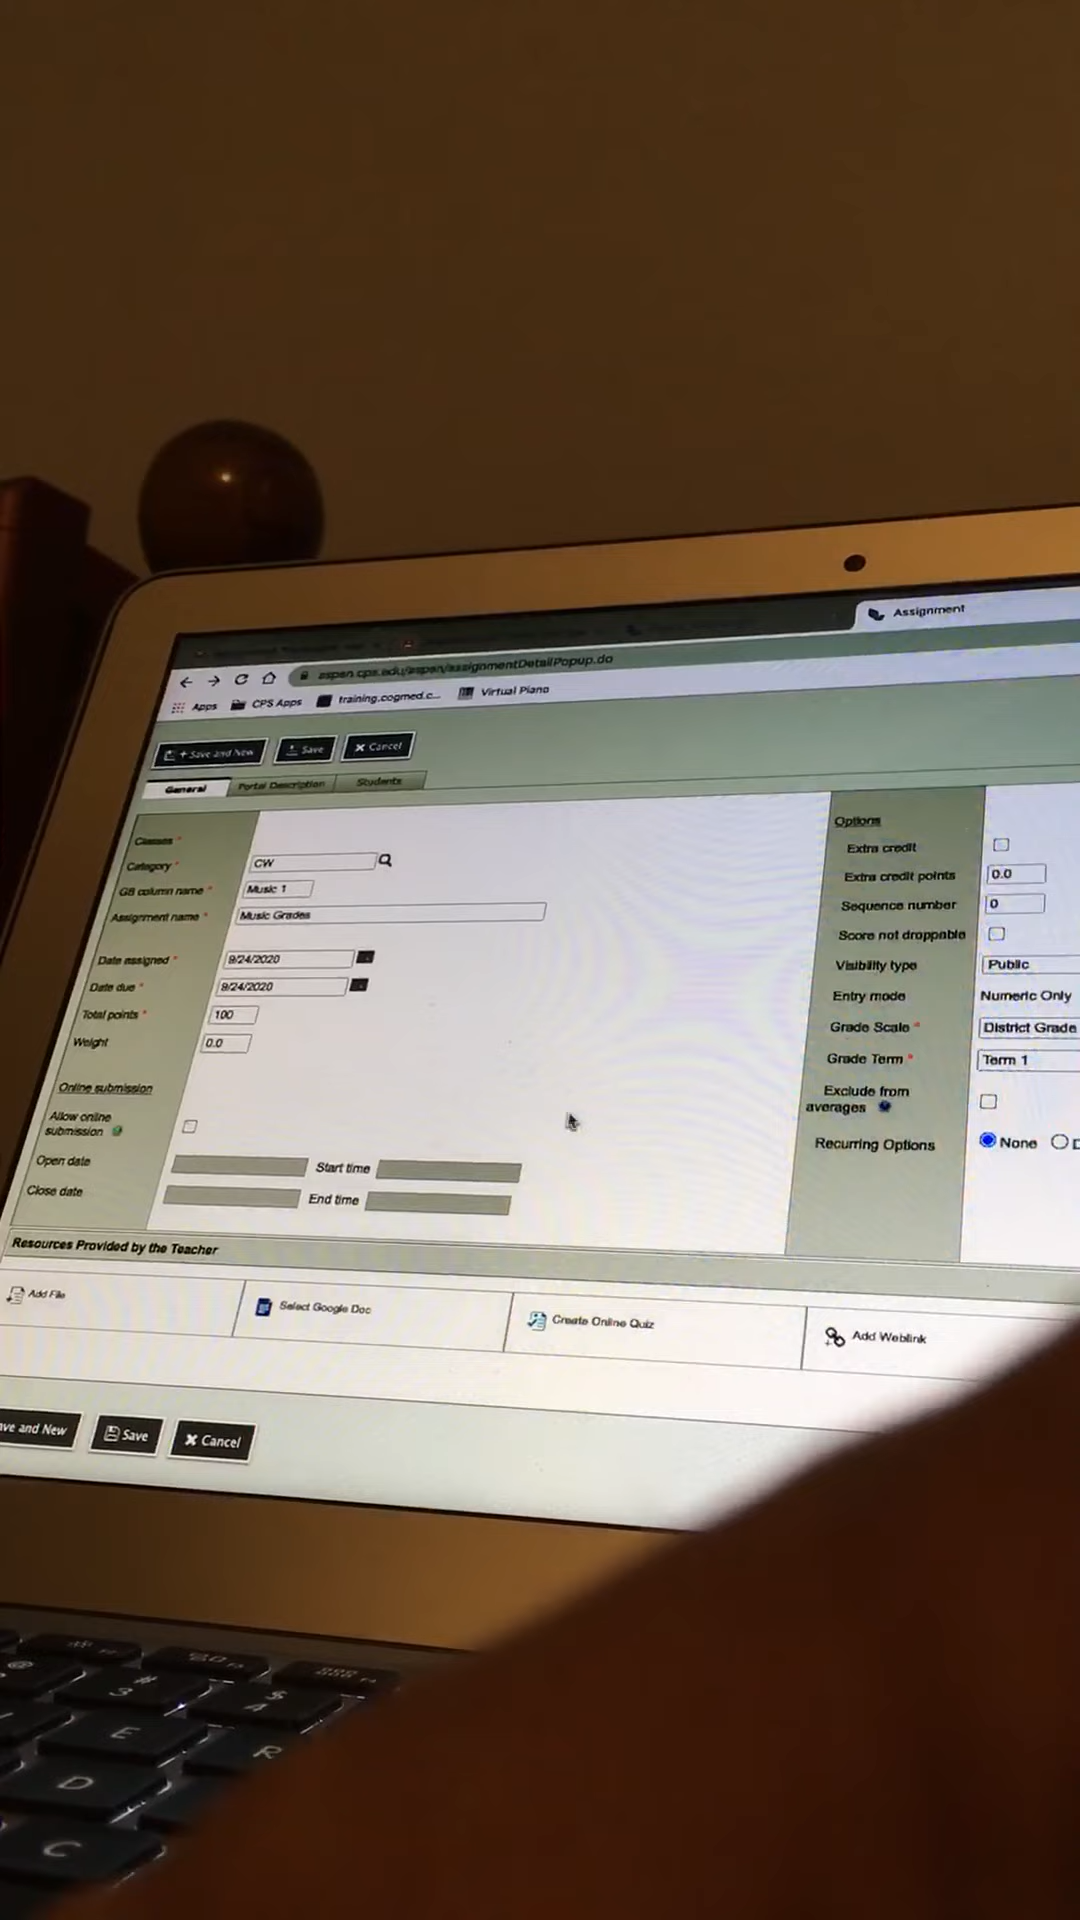 Assignment
aspen.cps.edu/aspen/assignmentDetailPopup.do
Apps CPS Apps training.cogmed.c... Virtual Piano
+ Save and New Save Cancel
General Portal Description Students
Classes *
Category * CW
GB column name * Music 1
Assignment name * Music Grades
Date assigned * 9/24/2020
Date due * 9/24/2020
Total points * 100
Weight 0.0
Online submission
Allow online
submission
Open date Start time
Close date End time
Options
Extra credit
Extra credit points 0.0
Sequence number 0
Score not droppable
Visibility type Public
Entry mode Numeric Only
Grade Scale * District Grade
Grade Term * Term 1
Exclude from
averages
Recurring Options None D
Resources Provided by the Teacher
Add File Select Google Doc Create Online Quiz Add Weblink
ve and New Save Cancel
# 3 $ 4
E R
D
C